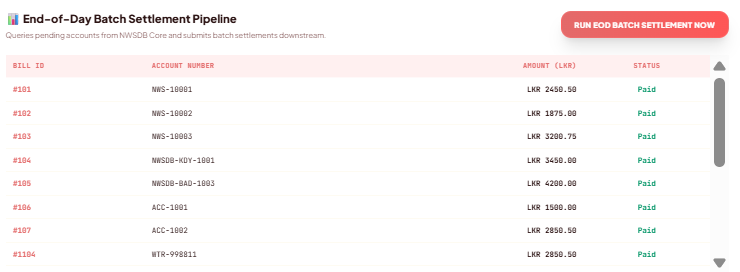 📊 End-of-Day Batch Settlement Pipeline
Queries pending accounts from NWSDB Core and submits batch settlements downstream.
RUN EOD BATCH SETTLEMENT NOW
BILL ID ACCOUNT NUMBER AMOUNT (LKR) STATUS
#101 NWS-10001 LKR 2450.50 Paid
#102 NWS-10002 LKR 1875.00 Paid
#103 NWS-10003 LKR 3200.75 Paid
#104 NWSDB-KDY-1001 LKR 3450.00 Paid
#105 NWSDB-BAD-1003 LKR 4200.00 Paid
#106 ACC-1001 LKR 1500.00 Paid
#107 ACC-1002 LKR 2850.50 Paid
#1104 WTR-998811 LKR 2850.50 Paid